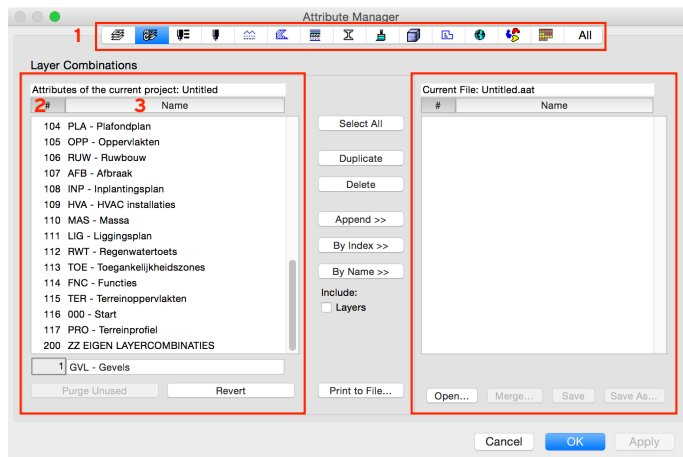 Attribute Manager
1
All
Layer Combinations
Attributes of the current project: Untitled
2# 3 Name
104 PLA - Plafondplan
105 OPP - Oppervlakten
106 RUW - Ruwbouw
107 AFB - Afbraak
108 INP - Inplantingsplan
109 HVA - HVAC installaties
110 MAS - Massa
111 LIG - Liggingsplan
112 RWT - Regenwatertoets
113 TOE - Toegankelijkheidszones
114 FNC - Functies
115 TER - Terreinoppervlakten
116 000 - Start
117 PRO - Terreinprofiel
200 ZZ EIGEN LAYERCOMBINATIES
1 GVL - Gevels
Purge Unused Revert
Select All
Duplicate
Delete
Append >>
By Index >>
By Name >>
Include:
Layers
Print to File...
Current File: Untitled.aat
# Name
Open... Merge... Save Save As...
Cancel OK Apply